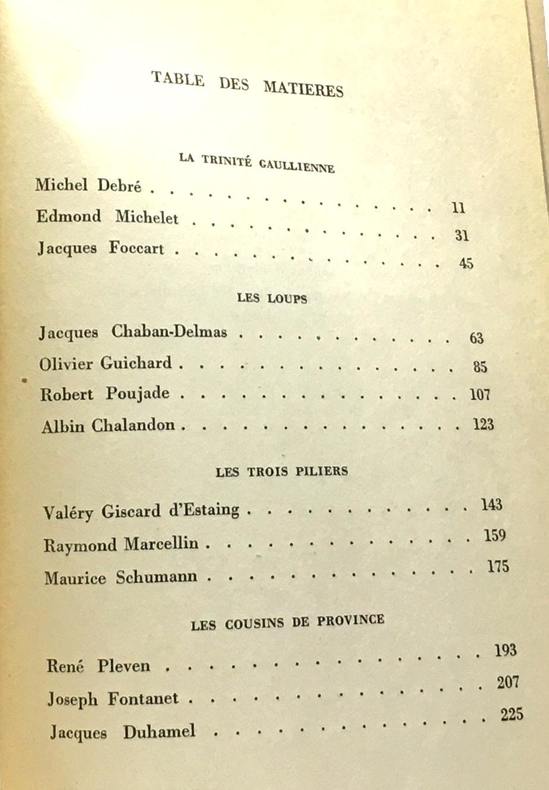 TABLE DES MATIERES
LA TRINITÉ GAULLIENNE
Michel Debré . . . . . . . . . . . . . . . 11
Edmond Michelet . . . . . . . . . . . . . 31
Jacques Foccart . . . . . . . . . . . . . 45
LES LOUPS
Jacques Chaban-Delmas . . . . . . . . . . . 63
Olivier Guichard . . . . . . . . . . . . . . 85
Robert Poujade . . . . . . . . . . . . . . 107
Albin Chalandon . . . . . . . . . . . . . . 123
LES TROIS PILIERS
Valéry Giscard d'Estaing . . . . . . . . . . . 143
Raymond Marcellin . . . . . . . . . . . . . 159
Maurice Schumann . . . . . . . . . . . . . 175
LES COUSINS DE PROVINCE
René Pleven . . . . . . . . . . . . . . . 193
Joseph Fontanet . . . . . . . . . . . . . . 207
Jacques Duhamel . . . . . . . . . . . . . 225